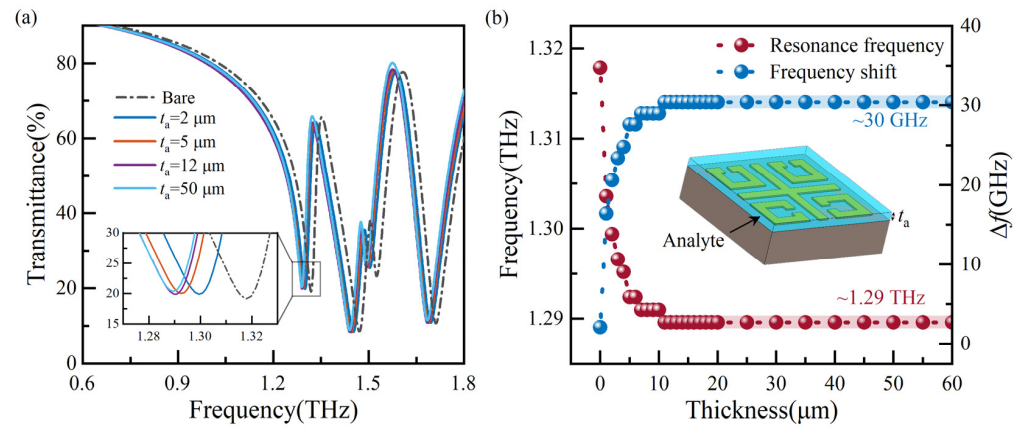 (a)
Transmittance(%)
80
60
40
20
0
Bare
tₐ=2 μm
tₐ=5 μm
tₐ=12 μm
tₐ=50 μm
30
25
20
15
1.28
1.30
1.32
0.6
0.9
1.2
1.5
1.8
Frequency(THz)
(b)
Frequency(THz)
1.32
1.31
1.30
1.29
Resonance frequency
Frequency shift
~30 GHz
Analyte
tₐ
~1.29 THz
40
30
20
10
0
Δf(GHz)
0
10
20
30
40
50
60
Thickness(μm)